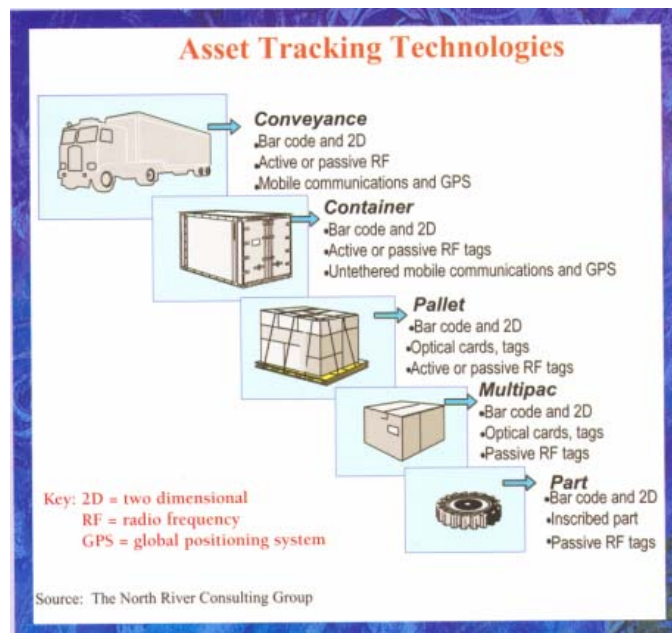 Asset Tracking Technologies
Conveyance
•Bar code and 2D
•Active or passive RF
•Mobile communications and GPS
Container
•Bar code and 2D
•Active or passive RF tags
•Untethered mobile communications and GPS
Pallet
•Bar code and 2D
•Optical cards, tags
•Active or passive RF tags
Multipac
•Bar code and 2D
•Optical cards, tags
•Passive RF tags
Part
•Bar code and 2D
•Inscribed part
•Passive RF tags
Key: 2D = two dimensional
RF = radio frequency
GPS = global positioning system
Source: The North River Consulting Group